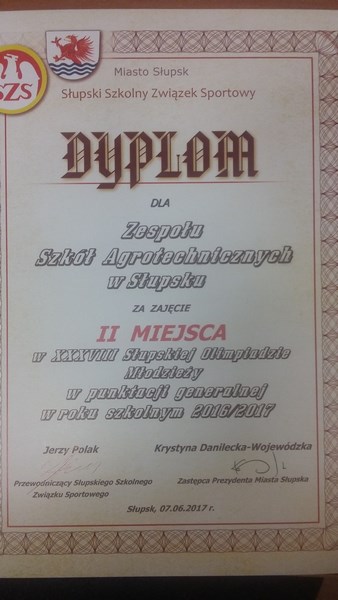 SZS
Miasto Słupsk
Słupski Szkolny Związek Sportowy
DYPLOM
DLA
Zespołu
Szkół Agrotechnicznych
w Słupsku
ZA ZAJĘCIE
II MIEJSCA
w XXXVIII Słupskiej Olimpiadzie
Młodzieży
w punktacji generalnej
w roku szkolnym 2016/2017
Jerzy Polak
Krystyna Danilecka-Wojewódzka
Przewodniczący Słupskiego Szkolnego
Związku Sportowego
Zastępca Prezydenta Miasta Słupska
Słupsk, 07.06.2017 r.